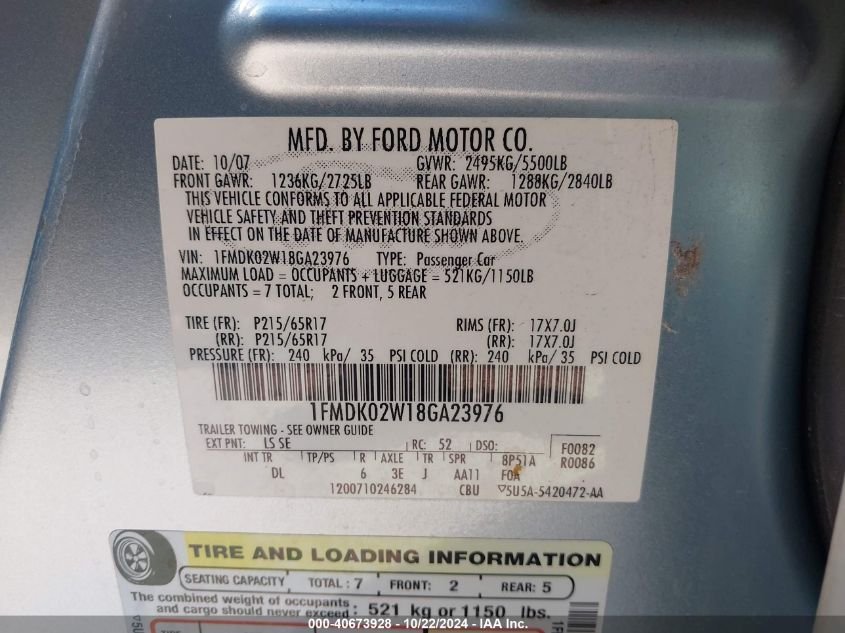 MFD. BY FORD MOTOR CO.
DATE: 10/07 GVWR: 2495KG/5500LB
FRONT GAWR: 1236KG/2725LB REAR GAWR: 1288KG/2840LB
THIS VEHICLE CONFORMS TO ALL APPLICABLE FEDERAL MOTOR
VEHICLE SAFETY AND THEFT PREVENTION STANDARDS
IN EFFECT ON THE DATE OF MANUFACTURE SHOWN ABOVE.
VIN: 1FMDK02W18GA23976 TYPE: Passenger Car
MAXIMUM LOAD = OCCUPANTS + LUGGAGE = 521KG/1150LB
OCCUPANTS = 7 TOTAL; 2 FRONT, 5 REAR
TIRE (FR): P215/65R17 RIMS (FR): 17X7.0J
(RR): P215/65R17 (RR): 17X7.0J
PRESSURE (FR): 240 kPa/ 35 PSI COLD (RR): 240 kPa/ 35 PSI COLD
1FMDK02W18GA23976
TRAILER TOWING - SEE OWNER GUIDE
EXT PNT: LS SE RC: 52 DSO: F0082
INT TR TP/PS R AXLE TR SPR 8P51A R0086
DL 6 3E J AA11 F0A
1200710246284 CBU ▽5U5A-5420472-AA
TIRE AND LOADING INFORMATION
SEATING CAPACITY TOTAL: 7 FRONT: 2 REAR: 5
The combined weight of occupants
and cargo should never exceed: 521 kg or 1150 lbs.
000-40673928 - 10/22/2024 - IAA Inc.